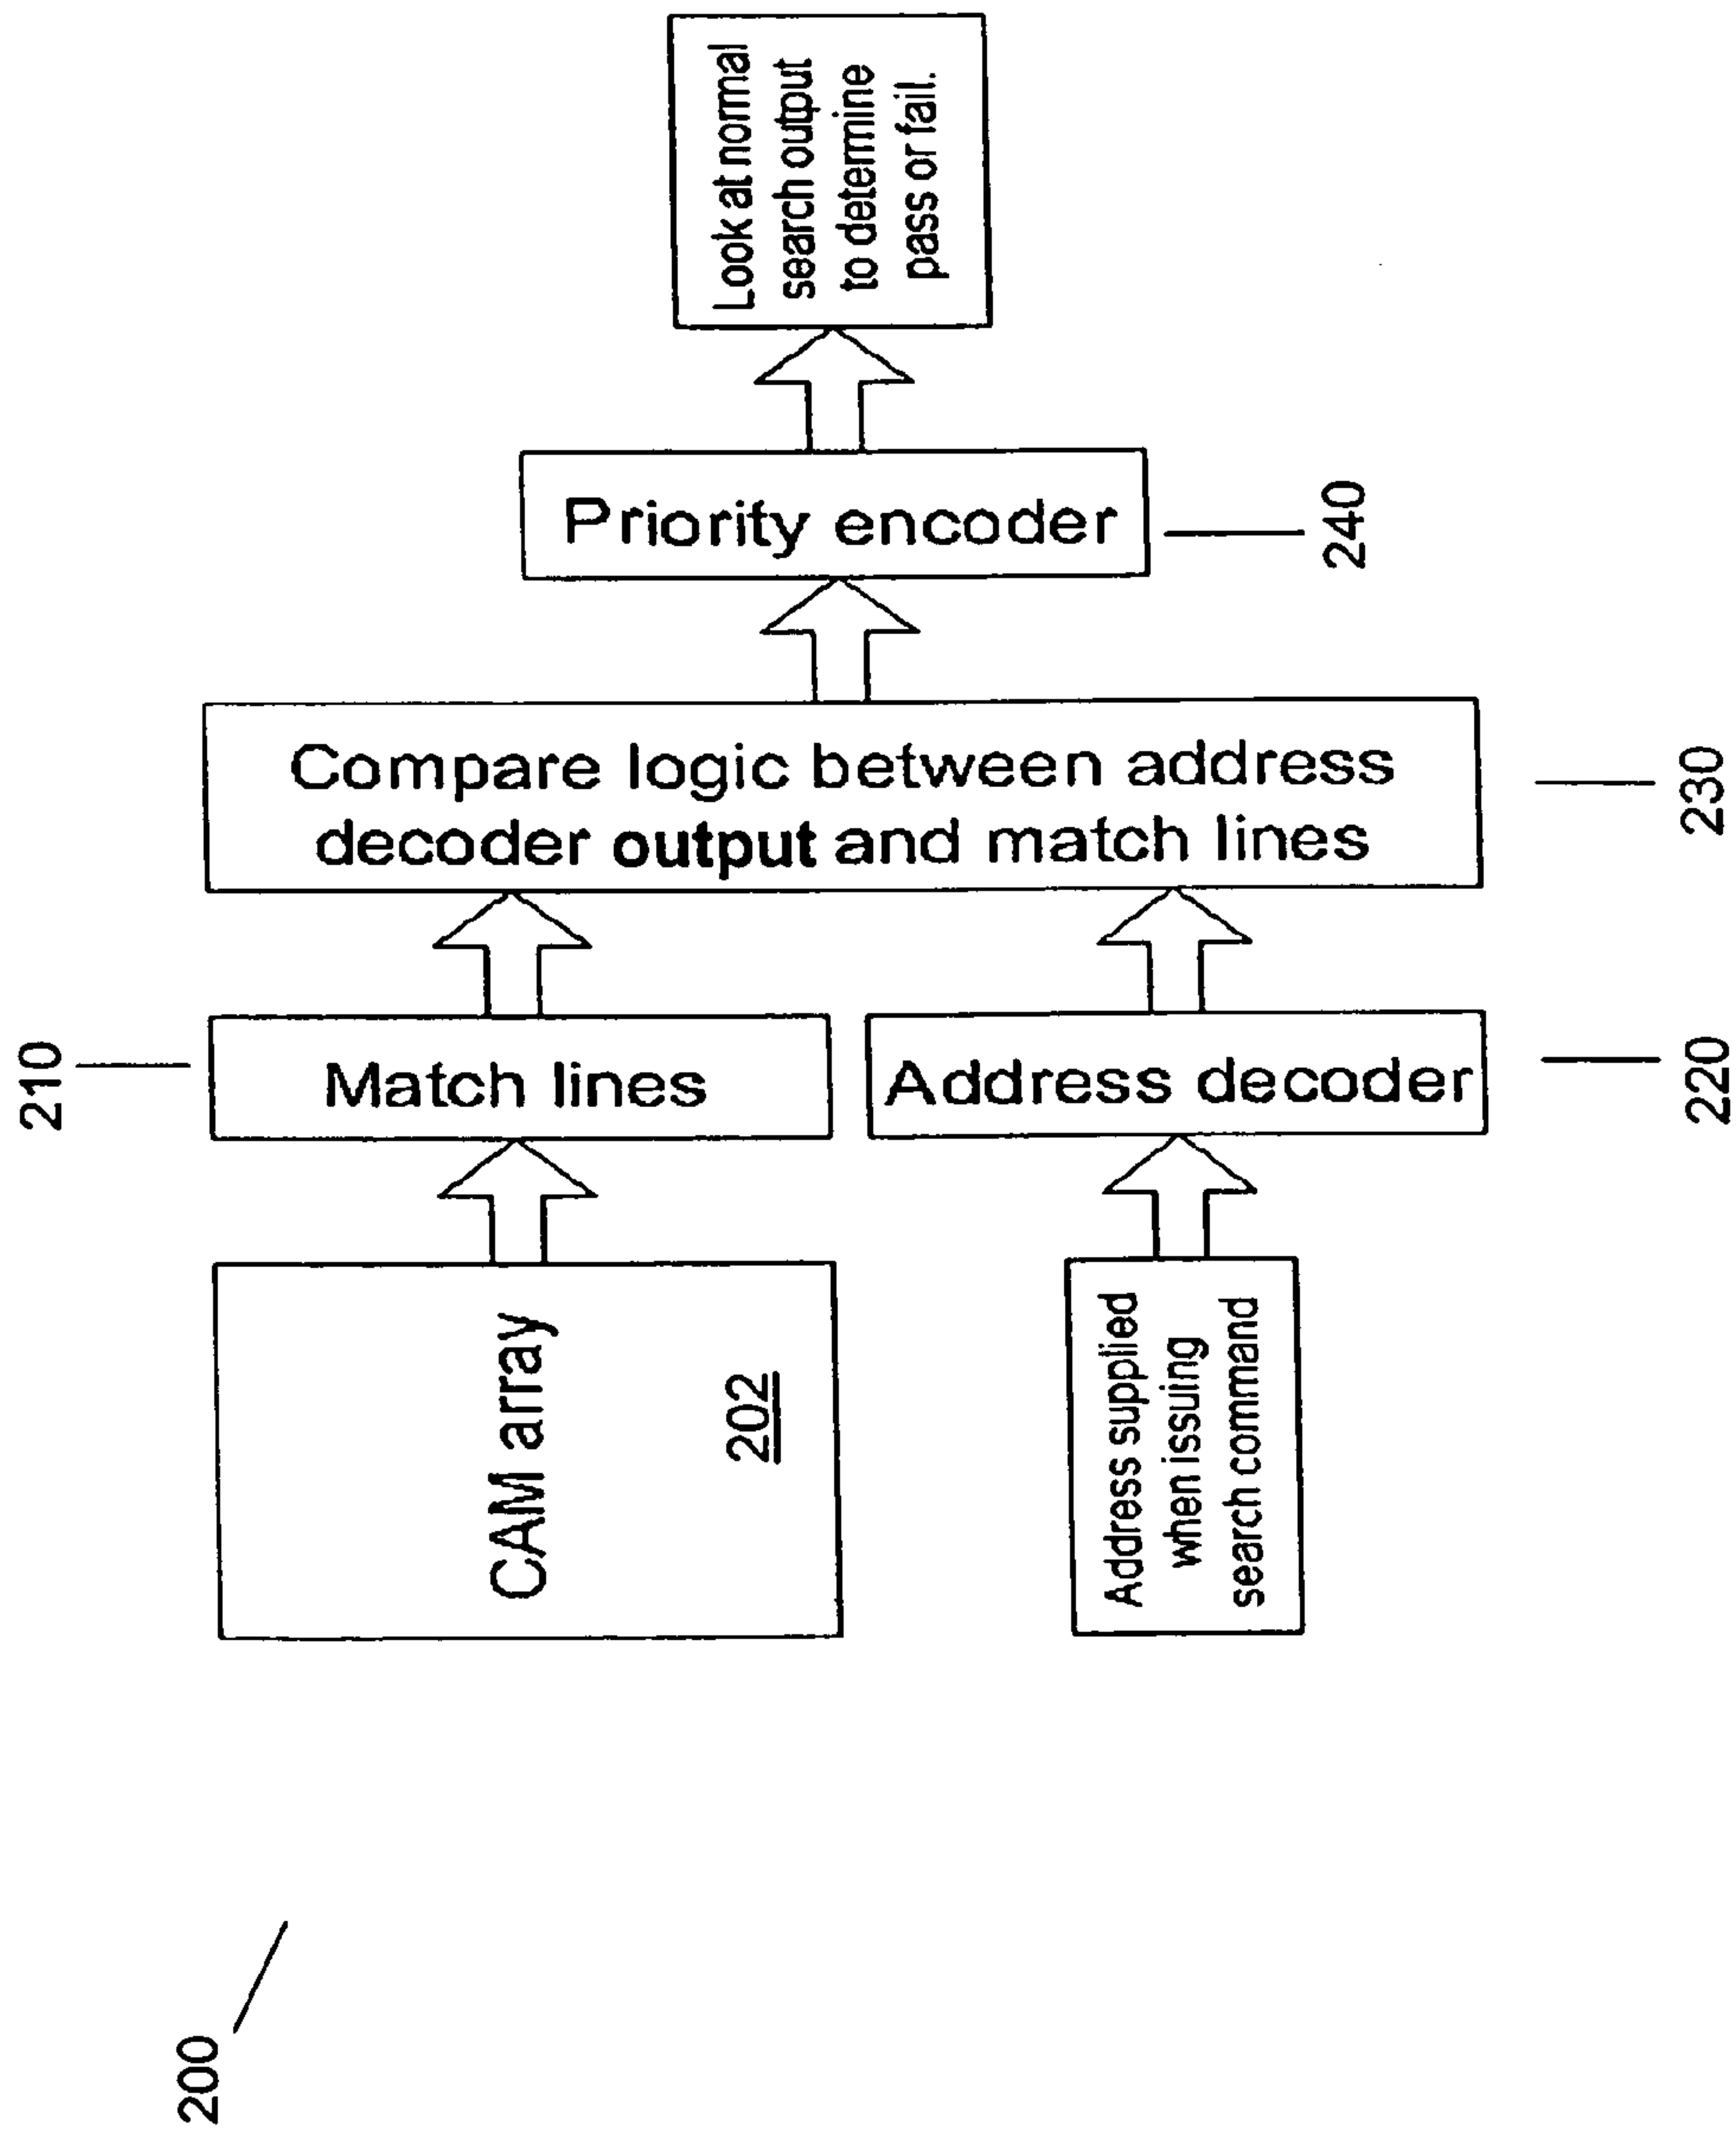 Look at normal
search output
to determine
pass or fail.
Priority encoder
240
Compare logic between address
decoder output and match lines
230
210
Match lines
Address decoder
220
CAM array
202
Address supplied
when issuing
search command
200